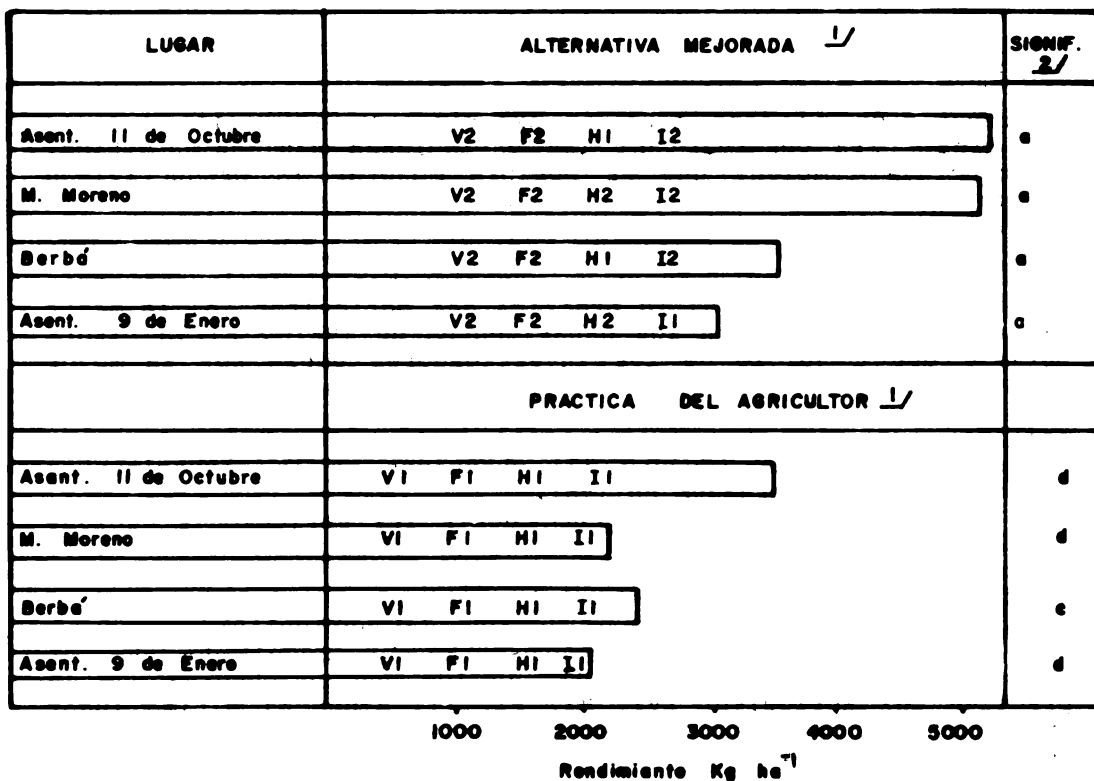 LUGAR ALTERNATIVA MEJORADA 1/ SIGNIF. 2/
Asent. 11 de Octubre V2 F2 H1 I2 a
M. Moreno V2 F2 H2 I2 a
Berbá V2 F2 H1 I2 a
Asent. 9 de Enero V2 F2 H2 I1 a
PRACTICA DEL AGRICULTOR 1/
Asent. 11 de Octubre V1 F1 H1 I1 d
M. Moreno V1 F1 H1 I1 d
Berbá V1 F1 H1 I1
Asent. 9 de Enero V1 F1 H1 I1 d
1000 2000 3000 4000 5000
Rendimiento Kg ha-1